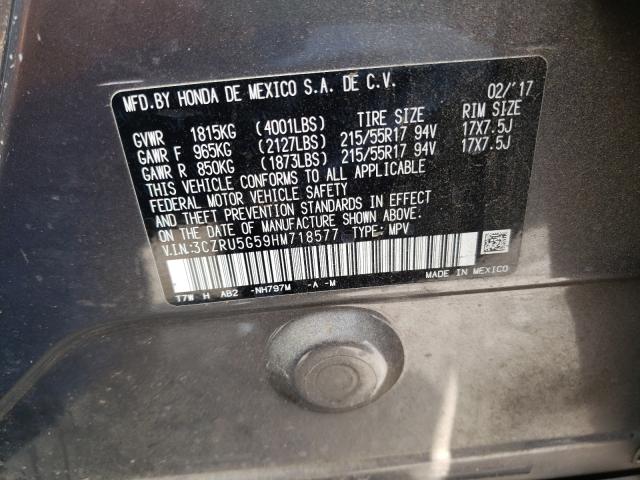 MFD.BY HONDA DE MEXICO S.A. DE C.V. 02/'17
TIRE SIZE RIM SIZE
GVWR 1815KG (4001LBS)
GAWR F 965KG (2127LBS) 215/55R17 94V 17X7.5J
GAWR R 850KG (1873LBS) 215/55R17 94V 17X7.5J
THIS VEHICLE CONFORMS TO ALL APPLICABLE
FEDERAL MOTOR VEHICLE SAFETY
AND THEFT PREVENTION STANDARDS IN EFFECT
ON THE DATE OF MANUFACTURE SHOWN ABOVE.
V.I.N:3CZRU5G59HM718577 TYPE: MPV
MADE IN MEXICO
T7W H AB2 -NH797M -A -M